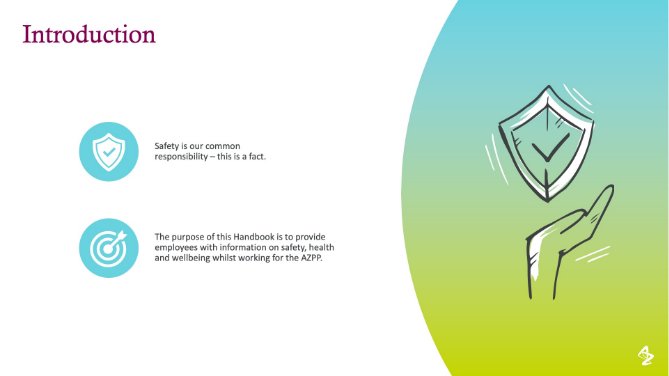 Introduction
Safety is our common
responsibility – this is a fact.
The purpose of this Handbook is to provide
employees with information on safety, health
and wellbeing whilst working for the AZPP.